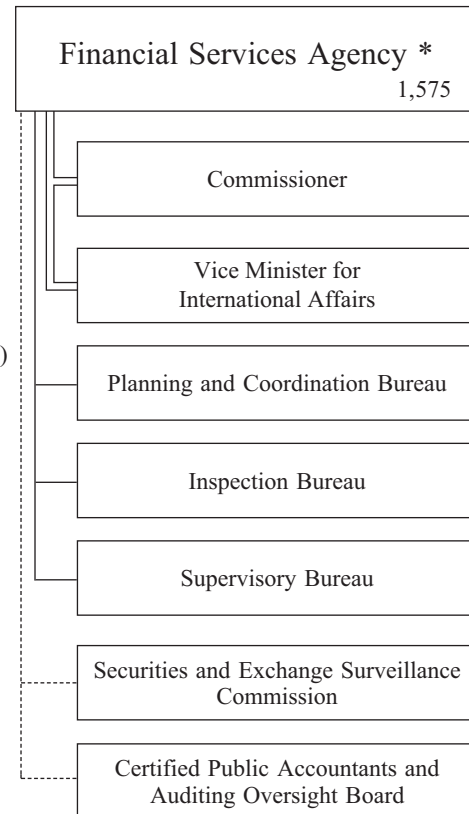 Financial Services Agency *
1,575
Commissioner
Vice Minister for
International Affairs
)
Planning and Coordination Bureau
Inspection Bureau
Supervisory Bureau
Securities and Exchange Surveillance
Commission
Certified Public Accountants and
Auditing Oversight Board